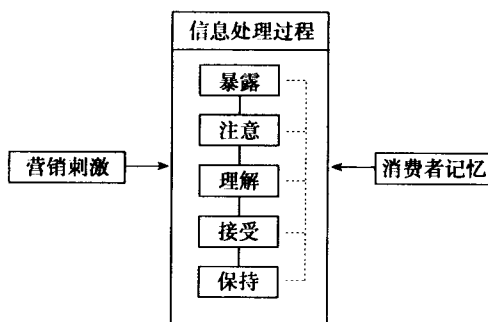 信息处理过程
暴露
注意
营销刺激
理解
消费者记忆
接受
保持